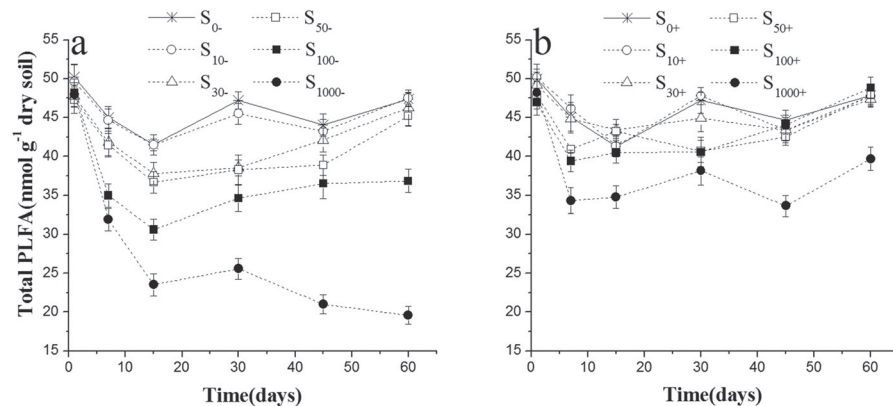 a
S0-
S50-
S10-
S100-
S30-
S1000-
Total PLFA(nmol g-1 dry soil)
55
50
45
40
35
30
25
20
15
0 10 20 30 40 50 60
Time(days)
b
S0+
S50+
S10+
S100+
S30+
S1000+
55
50
45
40
35
30
25
20
15
0 10 20 30 40 50 60
Time(days)